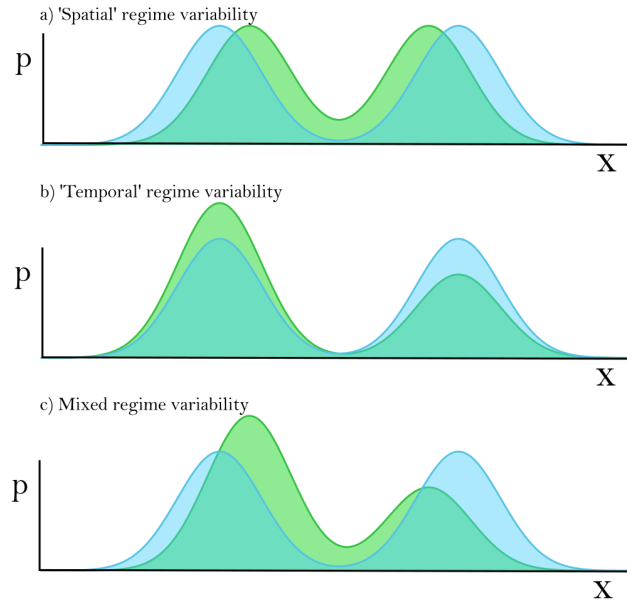 a) 'Spatial' regime variability
p
x
b) 'Temporal' regime variability
p
x
c) Mixed regime variability
p
x